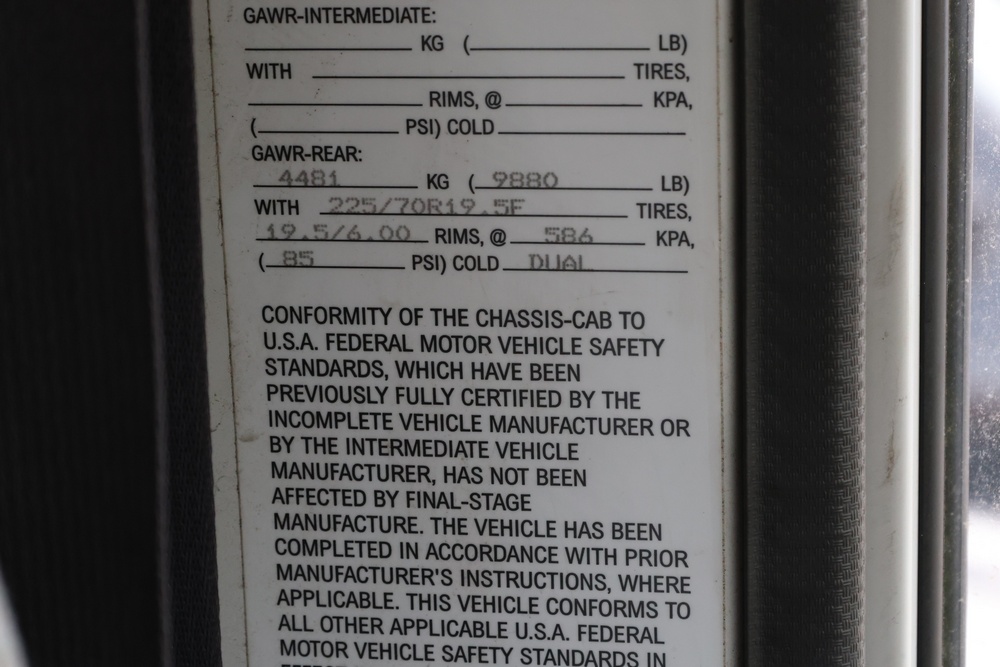 GAWR-INTERMEDIATE:
KG ( LB)
WITH TIRES,
RIMS, @ KPA,
( PSI) COLD
GAWR-REAR:
4481 KG ( 9880 LB)
WITH 225/70R19.5F TIRES,
19.5/6.00 RIMS, @ 586 KPA,
( 85 PSI) COLD DUAL
CONFORMITY OF THE CHASSIS-CAB TO
U.S.A. FEDERAL MOTOR VEHICLE SAFETY
STANDARDS, WHICH HAVE BEEN
PREVIOUSLY FULLY CERTIFIED BY THE
INCOMPLETE VEHICLE MANUFACTURER OR
BY THE INTERMEDIATE VEHICLE
MANUFACTURER, HAS NOT BEEN
AFFECTED BY FINAL-STAGE
MANUFACTURE. THE VEHICLE HAS BEEN
COMPLETED IN ACCORDANCE WITH PRIOR
MANUFACTURER'S INSTRUCTIONS, WHERE
APPLICABLE. THIS VEHICLE CONFORMS TO
ALL OTHER APPLICABLE U.S.A. FEDERAL
MOTOR VEHICLE SAFETY STANDARDS IN